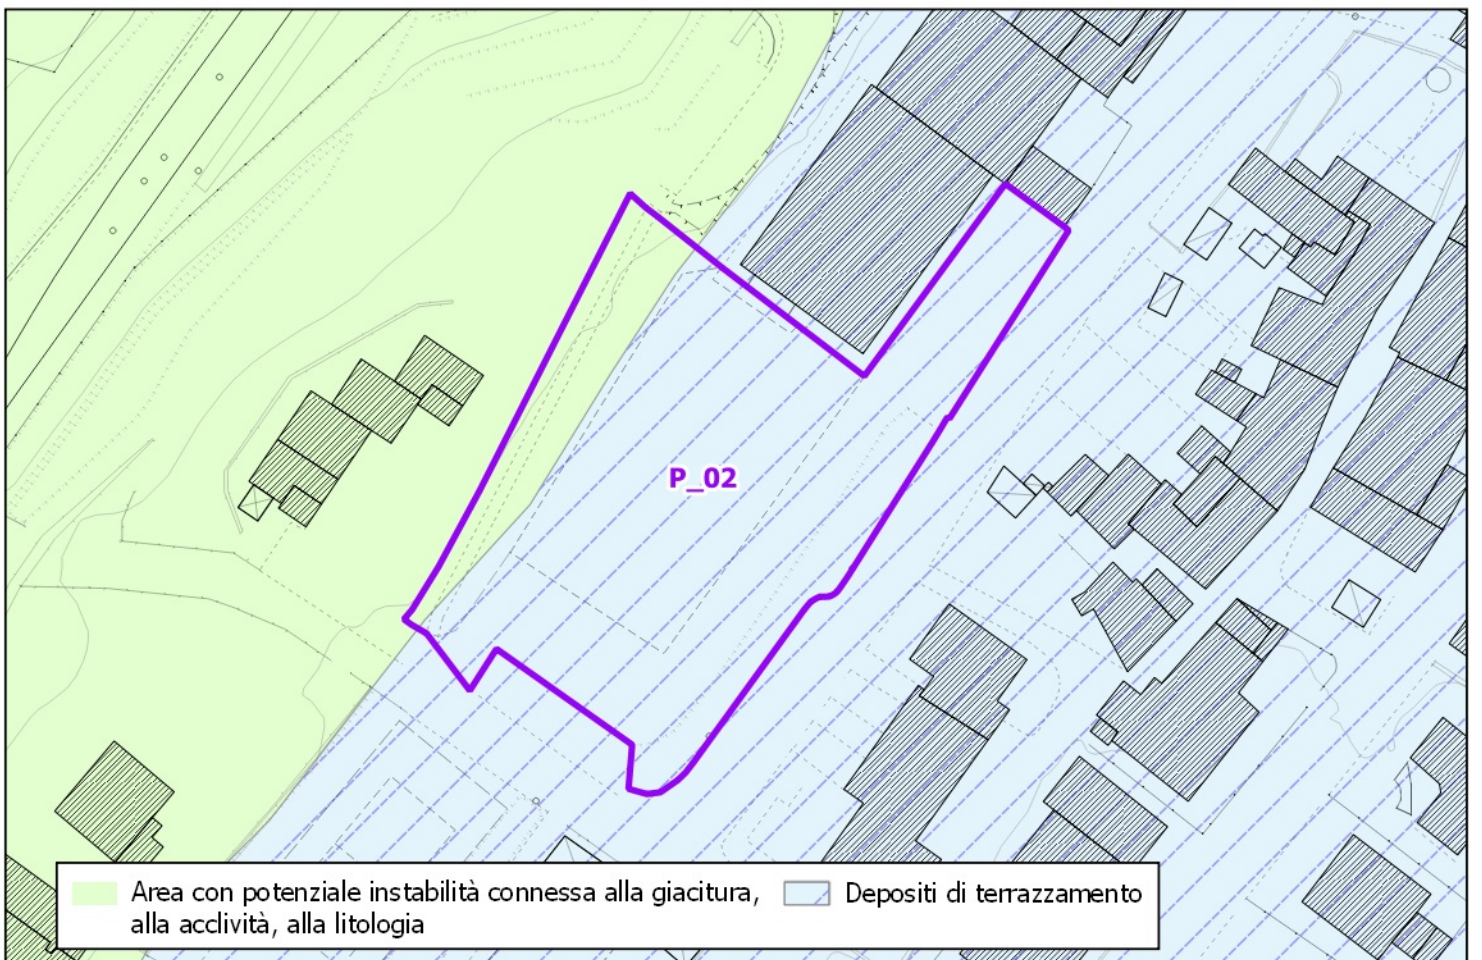 P_02
Area con potenziale instabilità connessa alla giacitura,
alla acclività, alla litologia
Depositi di terrazzamento